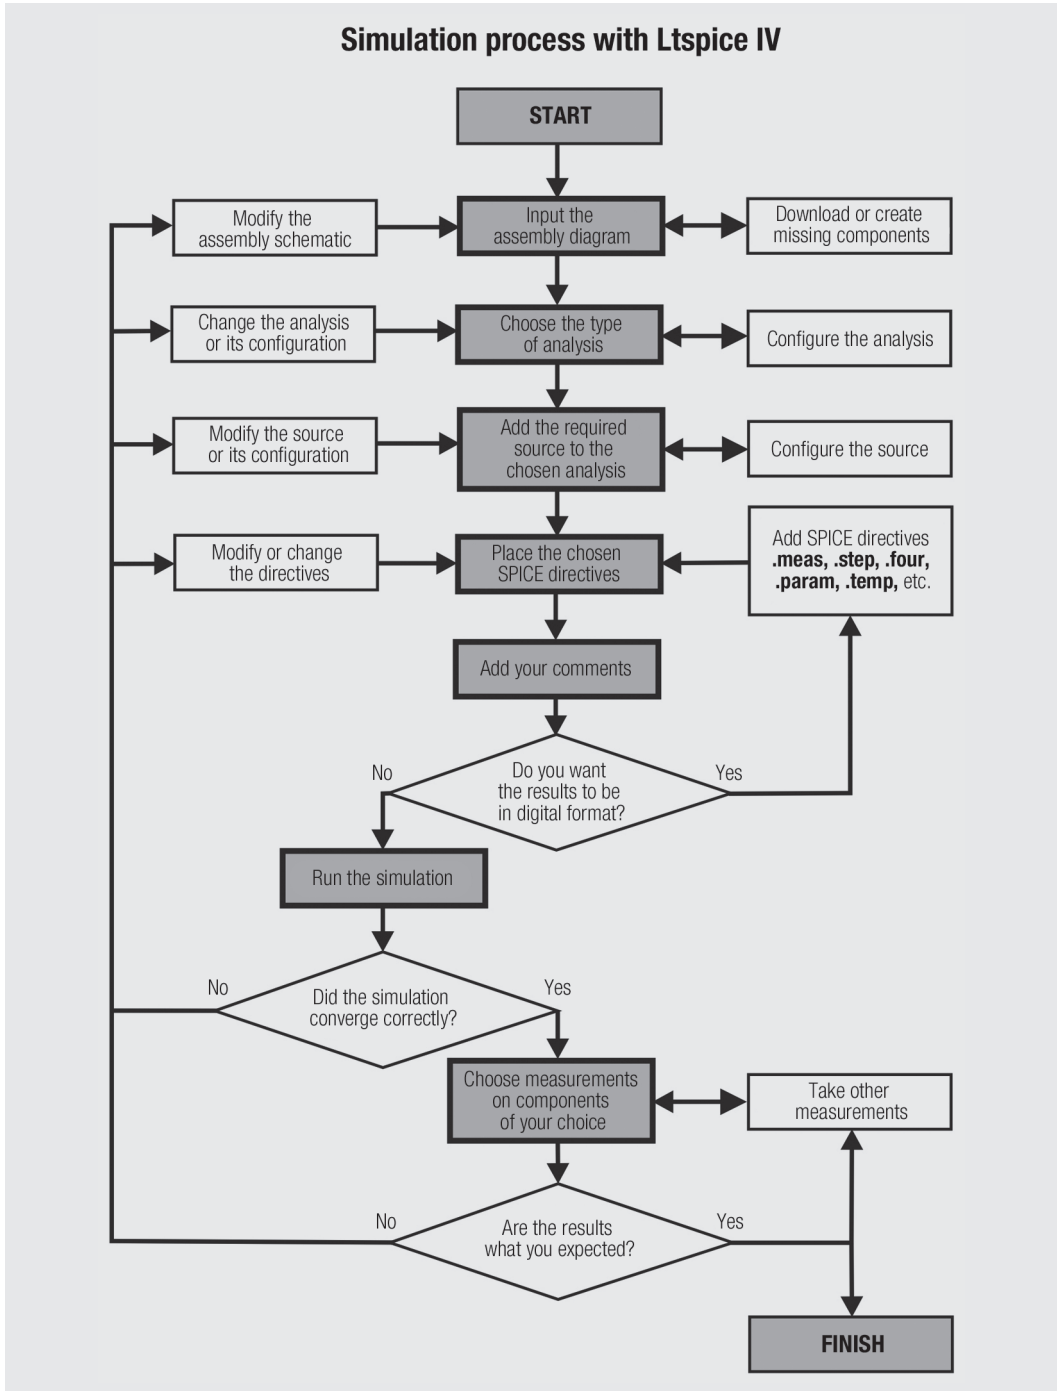 Simulation process with Ltspice IV
START
Modify the
assembly schematic
Input the
assembly diagram
Download or create
missing components
Change the analysis
or its configuration
Choose the type
of analysis
Configure the analysis
Modify the source
or its configuration
Add the required
source to the
chosen analysis
Configure the source
Modify or change
the directives
Place the chosen
SPICE directives
Add SPICE directives
.meas, .step, .four,
.param, .temp, etc.
Add your comments
No
Do you want
the results to be
in digital format?
Yes
Run the simulation
No
Did the simulation
converge correctly?
Yes
Choose measurements
on components
of your choice
Take other
measurements
No
Are the results
what you expected?
Yes
FINISH